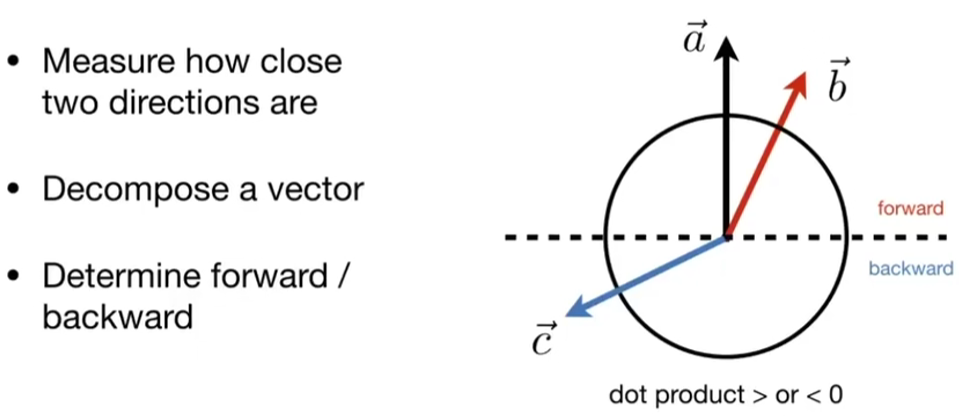 • Measure how close
two directions are
• Decompose a vector
• Determine forward /
backward
$\vec{a}$
$\vec{b}$
forward
backward
$\vec{c}$
dot product > or < 0